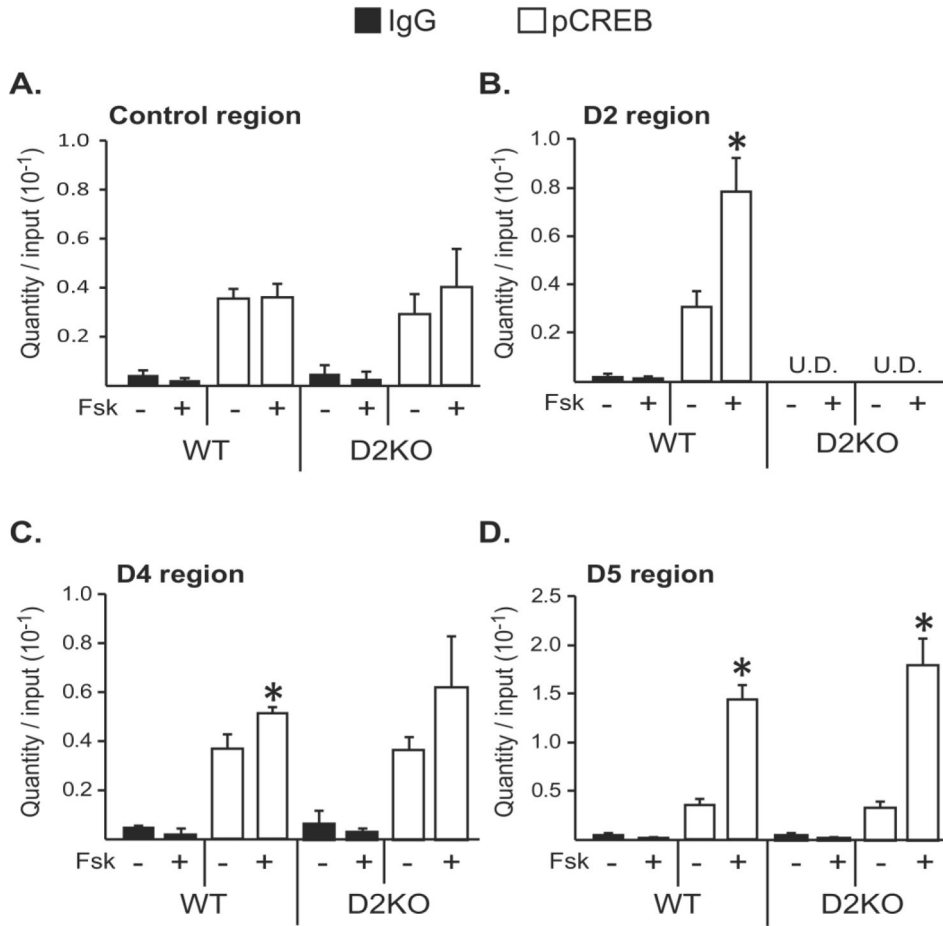 IgG pCREB
A. B.
Control region D2 region
Quantity / input (10⁻¹)
1.0
0.8
0.6
0.4
0.2
Fsk - + - + - + - +
WT D2KO
Quantity / input (10⁻¹)
1.0
0.8
0.6
0.4
0.2
*
U.D. U.D.
- + - + - + - +
WT D2KO
C. D.
D4 region D5 region
Quantity / input (10⁻¹)
1.0
0.8
0.6
0.4
0.2
*
Fsk - + - + - + - +
WT D2KO
Quantity / input (10⁻¹)
2.5
2.0
1.5
1.0
0.5
* *
Fsk - + - + - + - +
WT D2KO